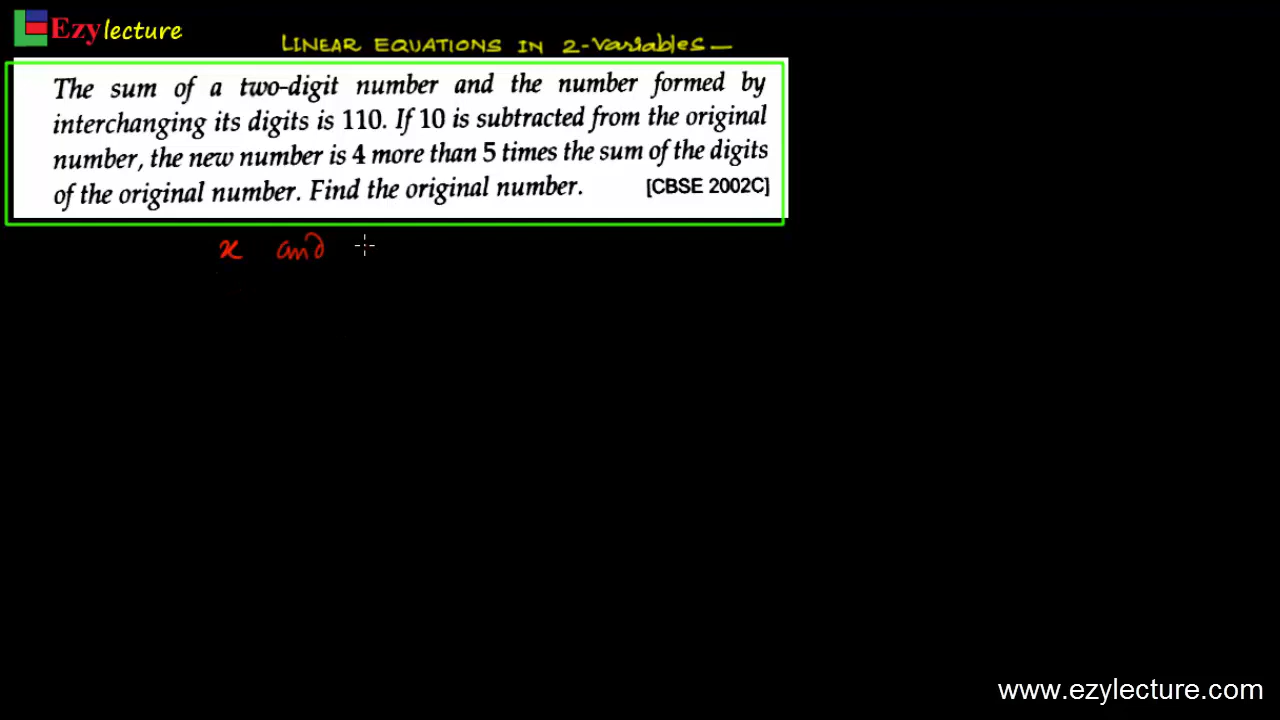 Ezylecture
LINEAR EQUATIONS IN 2-Variables
The sum of a two-digit number and the number formed by
interchanging its digits is 110. If 10 is subtracted from the original
number, the new number is 4 more than 5 times the sum of the digits
of the original number. Find the original number. [CBSE 2002C]
x and
www.ezylecture.com